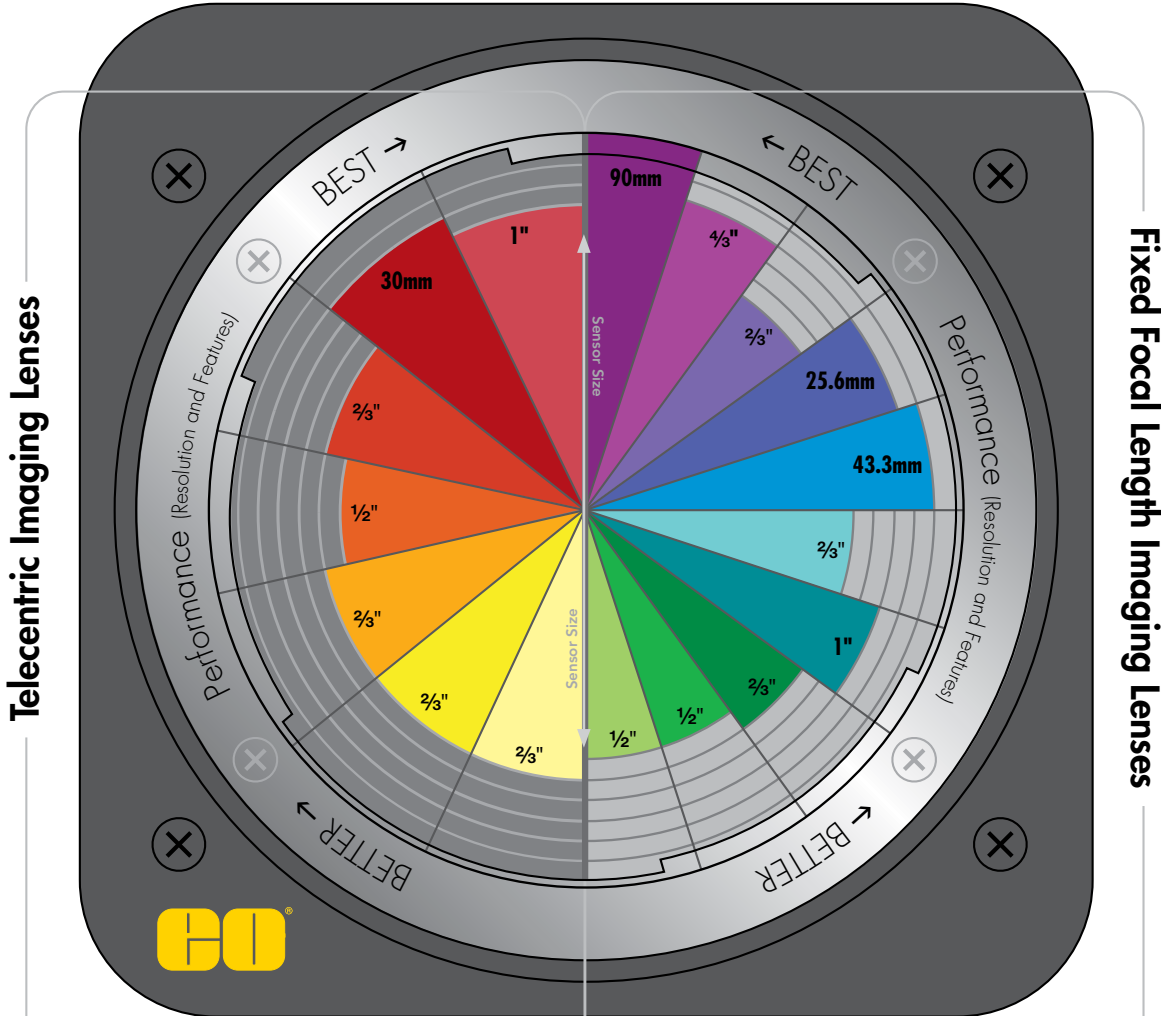 Telecentric Imaging Lenses
Fixed Focal Length Imaging Lenses
BEST →
← BEST
Performance (Resolution and Features)
Performance (Resolution and Features)
BETTER →
← BETTER
Sensor Size
Sensor Size
1"
30mm
⅔"
½"
⅔"
⅔"
⅔"
90mm
4⁄3"
⅔"
25.6mm
43.3mm
⅔"
1"
⅔"
½"
½"
EO®